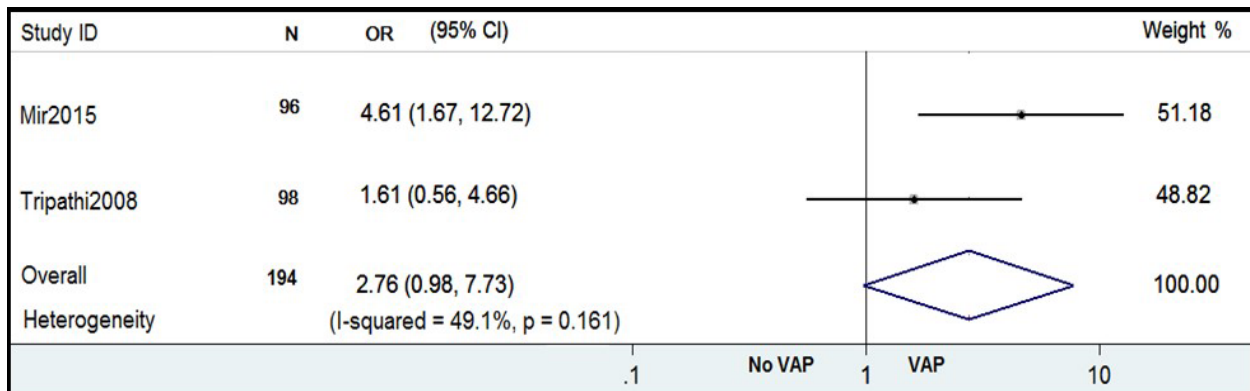 Study ID N OR (95% CI) Weight %
Mir2015 96 4.61 (1.67, 12.72) 51.18
Tripathi2008 98 1.61 (0.56, 4.66) 48.82
Overall 194 2.76 (0.98, 7.73) 100.00
Heterogeneity (I-squared = 49.1%, p = 0.161)
.1 No VAP 1 VAP 10